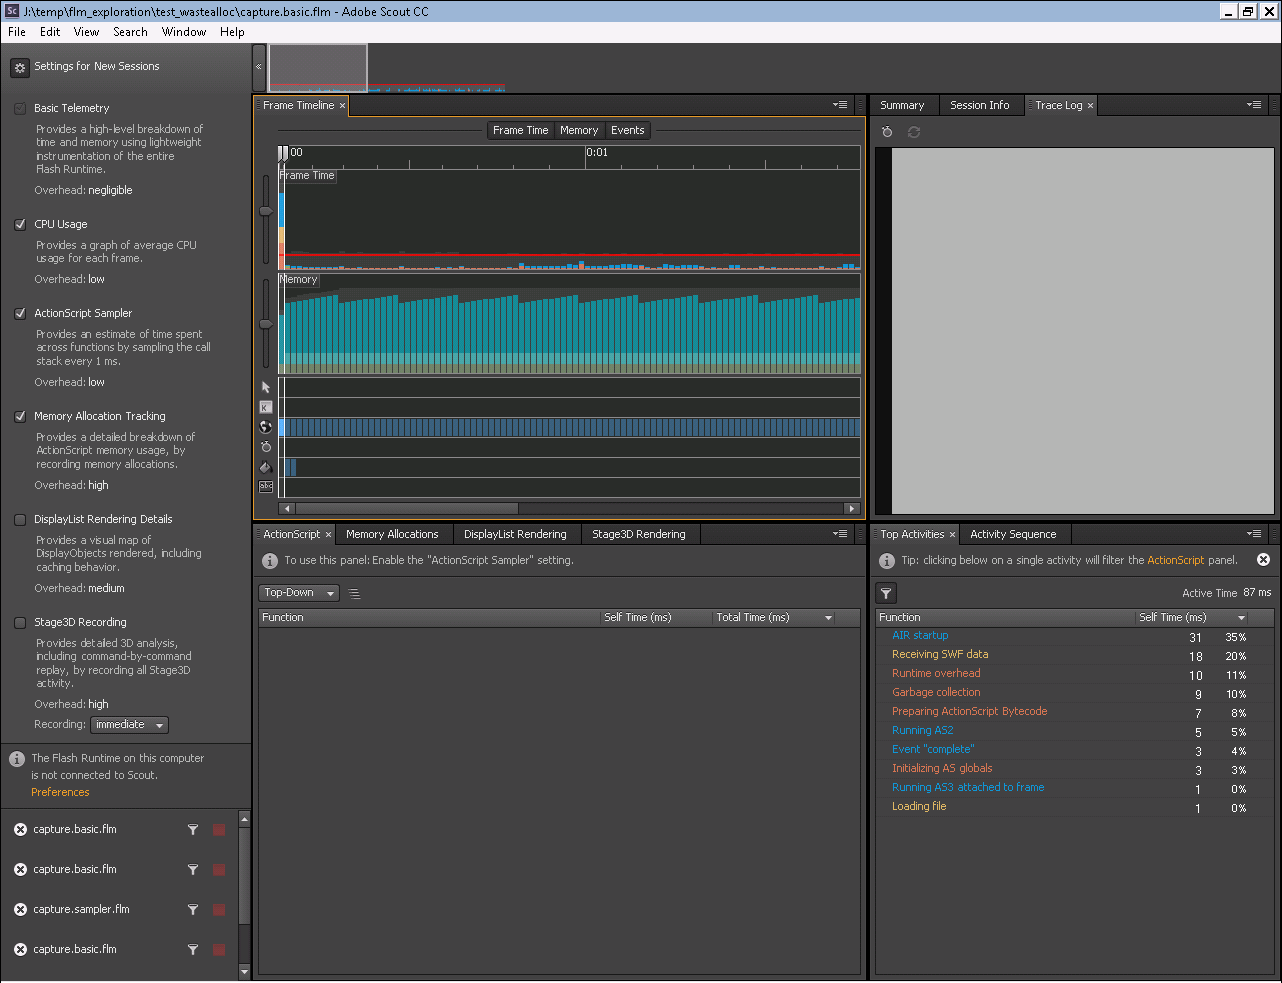 Sc J:\temp\flm_exploration\test_wastealloc\capture.basic.flm - Adobe Scout CC
File Edit View Search Window Help
Settings for New Sessions
Basic Telemetry
Provides a high-level breakdown of
time and memory using lightweight
instrumentation of the entire
Flash Runtime.
Overhead: negligible
CPU Usage
Provides a graph of average CPU
usage for each frame.
Overhead: low
ActionScript Sampler
Provides an estimate of time spent
across functions by sampling the call
stack every 1 ms.
Overhead: low
Memory Allocation Tracking
Provides a detailed breakdown of
ActionScript memory usage, by
recording memory allocations.
Overhead: high
DisplayList Rendering Details
Provides a visual map of
DisplayObjects rendered, including
caching behavior.
Overhead: medium
Stage3D Recording
Provides detailed 3D analysis,
including command-by-command
replay, by recording all Stage3D
activity.
Overhead: high
Recording: immediate
The Flash Runtime on this computer
is not connected to Scout.
Preferences
capture.basic.flm
capture.basic.flm
capture.sampler.flm
capture.basic.flm
Frame Timeline
Frame Time Memory Events
00 0:01
Frame Time
Memory
K
abc
Summary Session Info Trace Log
ActionScript Memory Allocations DisplayList Rendering Stage3D Rendering
To use this panel: Enable the "ActionScript Sampler" setting.
Top-Down
Function Self Time (ms) Total Time (ms)
Top Activities Activity Sequence
Tip: clicking below on a single activity will filter the ActionScript panel.
Active Time 87 ms
Function Self Time (ms)
AIR startup 31 35%
Receiving SWF data 18 20%
Runtime overhead 10 11%
Garbage collection 9 10%
Preparing ActionScript Bytecode 7 8%
Running AS2 5 5%
Event "complete" 3 4%
Initializing AS globals 3 3%
Running AS3 attached to frame 1 0%
Loading file 1 0%